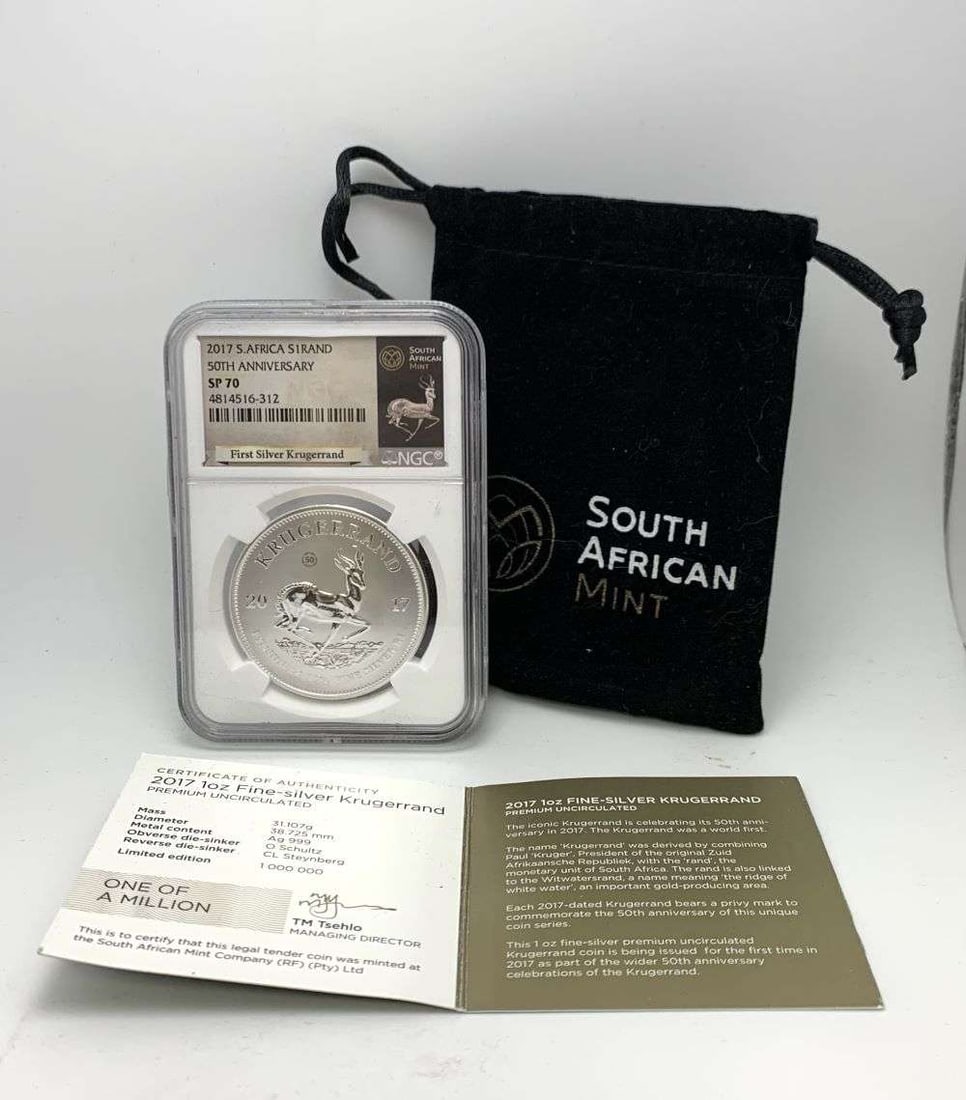 2017 S.AFRICA S1RAND
50TH ANNIVERSARY
SP 70
4814516-312
First Silver Krugerrand
SOUTH
AFRICAN
MINT
NGC®
KRUGERRAND
50
20 17
FINE SILVER
SOUTH
AFRICAN
MINT
CERTIFICATE OF AUTHENTICITY
2017 1oz Fine-silver Krugerrand
PREMIUM UNCIRCULATED
Mass 31.107g
Diameter 38.725 mm
Metal content Ag 999
Obverse die-sinker O Schultz
Reverse die-sinker CL Steynberg
Limited edition 1 000 000
ONE OF
A MILLION
TM Tsehlo
MANAGING DIRECTOR
This is to certify that this legal tender coin was minted at
the South African Mint Company (RF) (Pty) Ltd
2017 1oz FINE-SILVER KRUGERRAND
PREMIUM UNCIRCULATED
The iconic Krugerrand is celebrating its 50th anni-
versary in 2017. The Krugerrand was a world first.
The name 'Krugerrand' was derived by combining
Paul 'Kruger', President of the original Zuid
Afrikaansche Republiek, with the 'rand', the
monetary unit of South Africa. The rand is also linked
to the Witwatersrand, a name meaning 'the ridge of
white water', an important gold-producing area.
Each 2017-dated Krugerrand bears a privy mark to
commemorate the 50th anniversary of this unique
coin series.
This 1 oz fine-silver premium uncirculated
Krugerrand coin is being issued for the first time in
2017 as part of the wider 50th anniversary
celebrations of the Krugerrand.